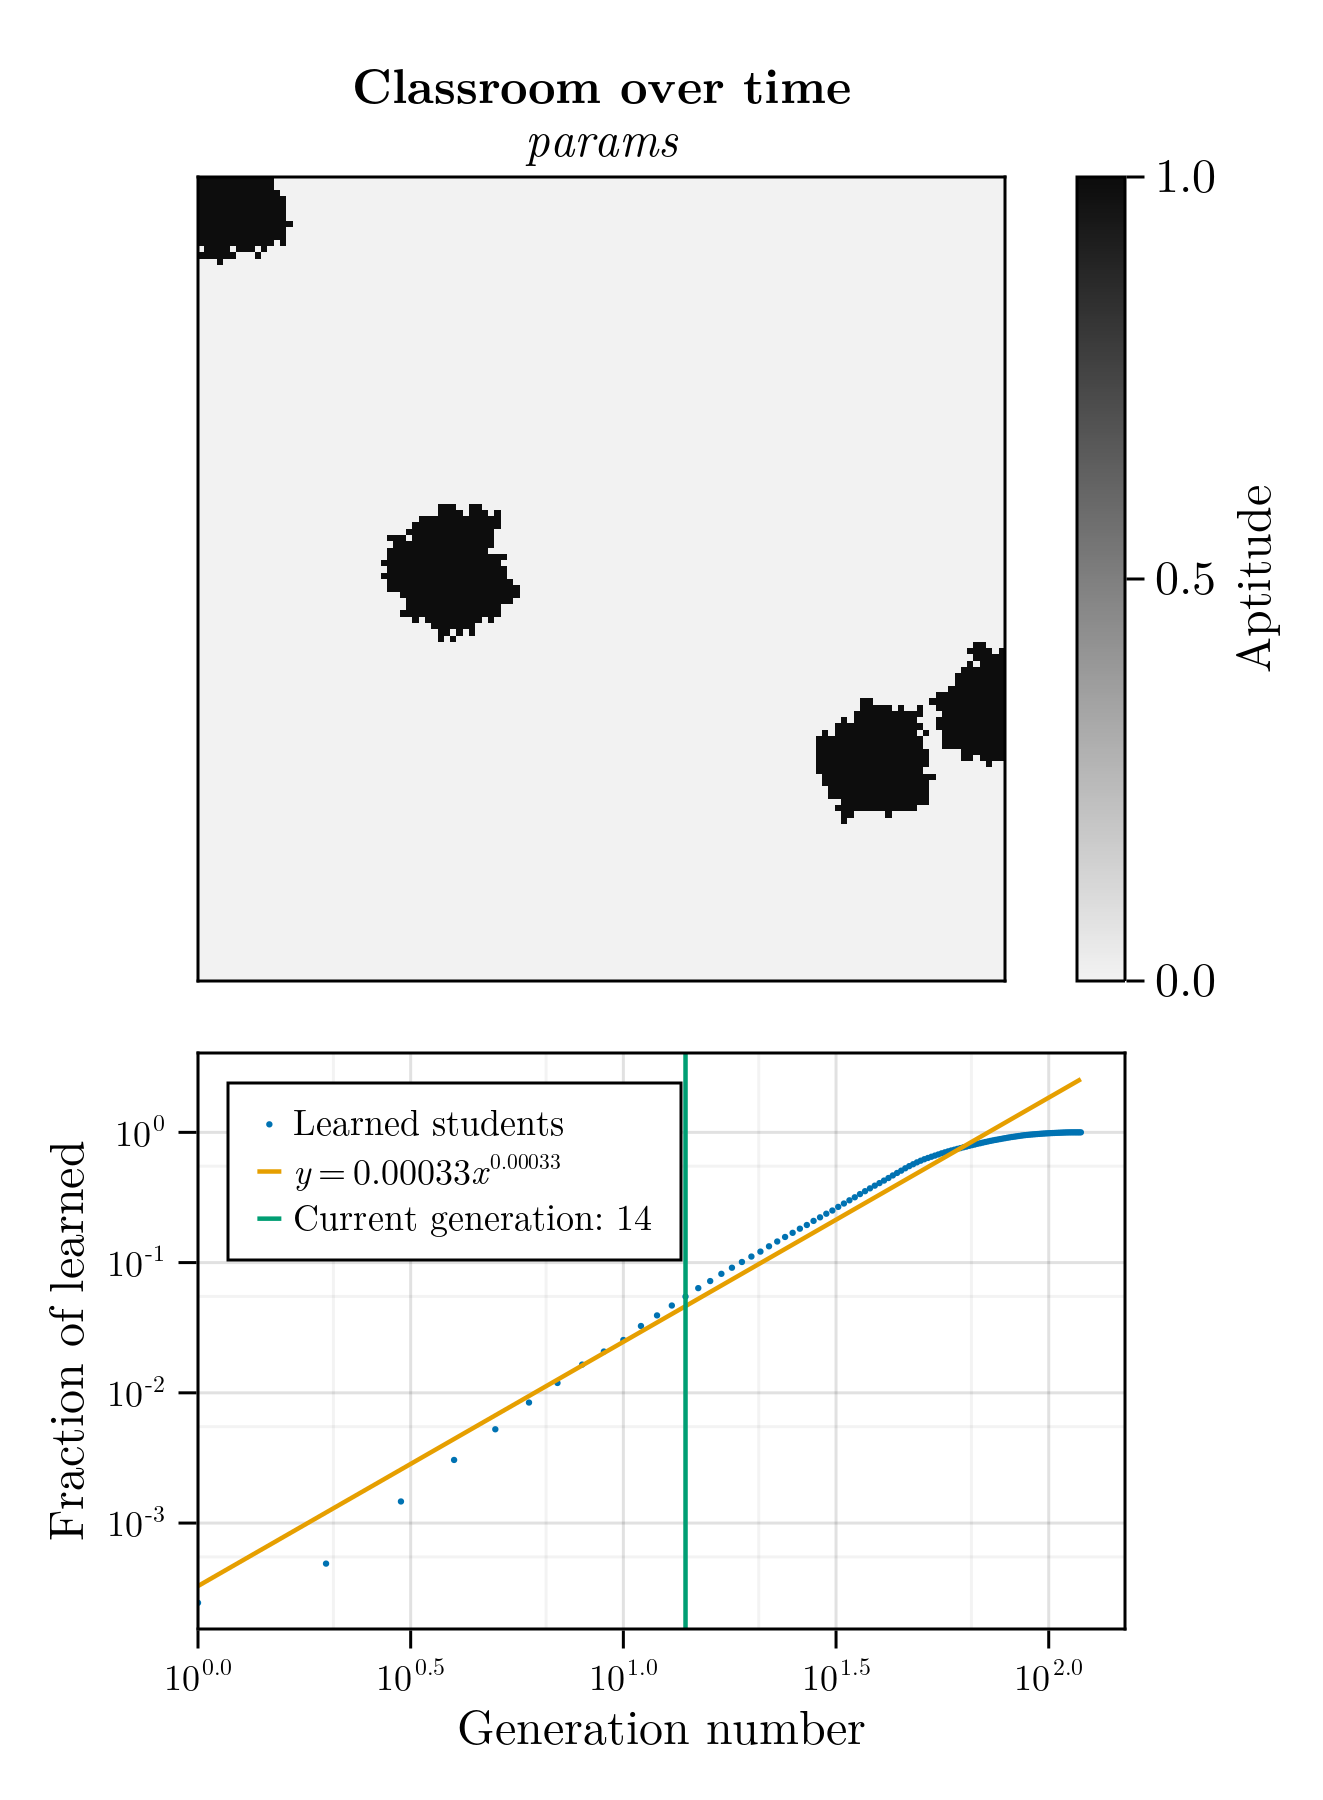 Classroom over time
params
1.0
0.5
0.0
Aptitude
Learned students
y = 0.00033x^0.00033
Current generation: 14
10^0
10^-1
10^-2
10^-3
Fraction of learned
10^0.0 10^0.5 10^1.0 10^1.5 10^2.0
Generation number